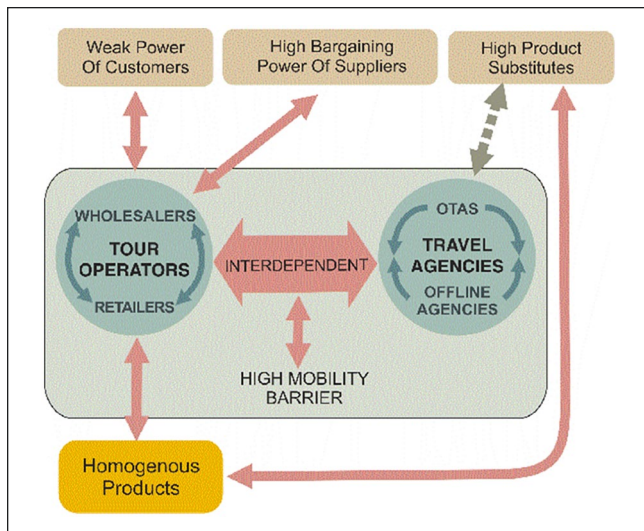 Weak Power
Of Customers
High Bargaining
Power Of Suppliers
High Product
Substitutes
WHOLESALERS
TOUR
OPERATORS
RETAILERS
INTERDEPENDENT
OTAS
TRAVEL
AGENCIES
OFFLINE
AGENCIES
HIGH MOBILITY
BARRIER
Homogenous
Products